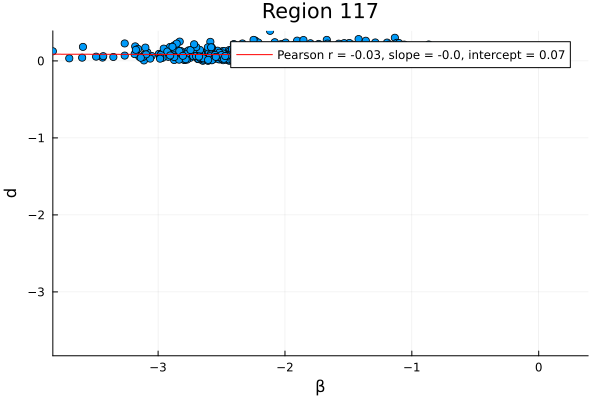 Region 117
Pearson r = -0.03, slope = -0.0, intercept = 0.07
0
−1
−2
−3
d
−3
−2
−1
0
β